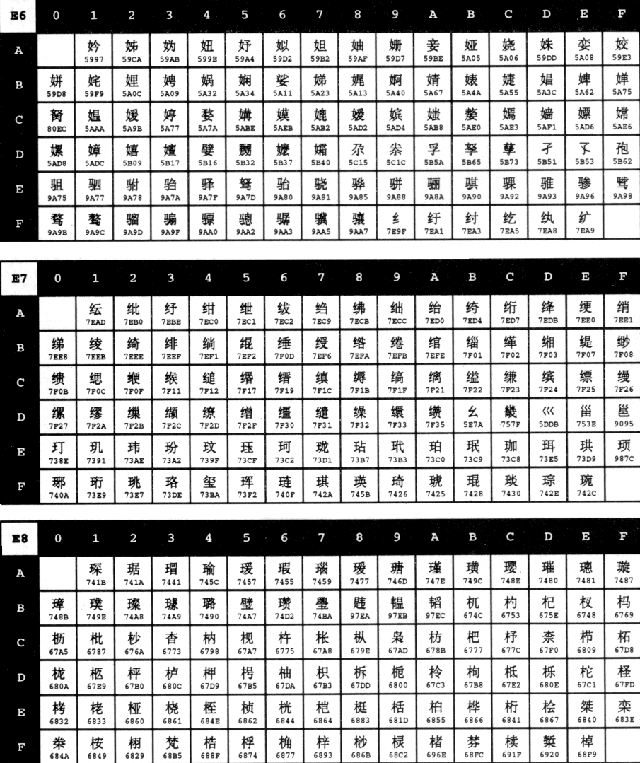 E6 0 1 2 3 4 5 6 7 8 9 A B C D E F
A 妗 姊 妫 妞 妤 姒 妲 妯 姗 妾 娅 娆 姝 娈 姣
5997 59CA 59AB 599E 59A4 59D2 59B2 59AF 59D7 59BE 5A05 5A06 59DD 5A08 59E3
B 姘 姹 娌 娉 娲 娴 娑 娣 娓 婀 婧 婊 婕 娼 婢 婵
59D8 59F9 5A0C 5A09 5A32 5A34 5A11 5A23 5A13 5A40 5A67 5A4A 5A55 5A3C 5A62 5A75
C 胬 媪 媛 婷 婺 媾 嫫 媲 嫒 嫔 媸 嫠 嫣 嫱 嫖 嫦
80EC 5AAA 5A9B 5A77 5A7A 5ABE 5AEB 5AB2 5AD2 5AD4 5AB8 5AE0 5AE3 5AF1 5AD6 5AE6
D 嫘 嫜 嬉 嬗 嬖 嬲 嬷 孀 尕 尜 孚 孥 孳 孑 孓 孢
5AD8 5ADC 5B09 5B17 5B16 5B32 5B37 5B40 5C15 5C1C 5B5A 5B65 5B73 5B51 5B53 5B62
E 驵 驷 驸 驺 驿 驽 骀 骁 骅 骈 骊 骐 骒 骓 骖 骘
9A75 9A77 9A78 9A7A 9A7F 9A7D 9A80 9A81 9A85 9A88 9A8A 9A90 9A92 9A93 9A96 9A98
F 骛 骜 骝 骟 骠 骢 骣 骥 骧 纟 纡 纣 纥 纨 纩
9A9B 9A9C 9A9D 9A9F 9AA0 9AA2 9AA3 9AA5 9AA7 7E9F 7EA1 7EA3 7EA5 7EA8 7EA9
E7 0 1 2 3 4 5 6 7 8 9 A B C D E F
A 纭 纰 纾 绀 绁 绂 绉 绋 绌 绐 绔 绗 绛 绠 绡
7EAD 7EB0 7EBE 7EC0 7EC1 7EC2 7EC9 7ECB 7ECC 7ED0 7ED4 7ED7 7EDB 7EE0 7EE1
B 绨 绫 绮 绯 绱 绲 缍 绶 绺 绻 绾 缁 缂 缃 缇 缈
7EE8 7EEB 7EEE 7EEF 7EF1 7EF2 7F0D 7EF6 7EFA 7EFB 7EFE 7F01 7F02 7F03 7F07 7F08
C 缋 缌 缏 缑 缒 缗 缙 缜 缛 缟 缡 缢 缣 缤 缥 缦
7F0B 7F0C 7F0F 7F11 7F12 7F17 7F19 7F1C 7F1B 7F1F 7F21 7F22 7F23 7F24 7F25 7F26
D 缧 缪 缫 缬 缭 缯 缰 缱 缲 缳 缵 幺 畿 巛 甾 邕
7F27 7F2A 7F2B 7F2C 7F2D 7F2F 7F30 7F31 7F32 7F33 7F35 5E7A 757F 5DDB 753E 9095
E 玎 玑 玮 玢 玟 珏 珂 珑 玷 玳 珀 珉 珈 珥 珙 顼
738E 7391 73AE 73A2 739F 73CF 73C2 73D1 73B7 73B3 73C0 73C9 73C8 73E5 73D9 987C
F 琊 珩 珧 珞 玺 珲 琏 琪 瑛 琦 琥 琨 琰 琮 琬
740A 73E9 73E7 73DE 73BA 73F2 740F 742A 745B 7426 7425 7428 7430 742E 742C
E8 0 1 2 3 4 5 6 7 8 9 A B C D E F
A 琛 琚 瑁 瑜 瑗 瑕 瑙 瑷 瑭 瑾 璜 璎 璀 璁 璇
741B 741A 7441 745C 7457 7455 7459 7477 746D 747E 749C 748E 7480 7481 7487
B 璋 璞 璨 璩 璐 璧 瓒 璺 韪 韫 韬 杌 杓 杞 杈 杩
748B 749E 74A8 74A9 7490 74A7 74D2 74BA 97EA 97EB 97EC 674C 6753 675E 6748 6769
C 枥 枇 杪 杳 枘 枧 杵 枨 枞 枭 枋 杷 杼 柰 栉 柘
67A5 6787 676A 6773 6798 67A7 6775 67A8 679E 67AD 678B 6777 677C 67F0 6809 67D8
D 栊 柩 枰 栌 柙 枵 柚 枳 柝 栀 柃 枸 柢 栎 柁 柽
680A 67E9 67B0 680C 67D9 67B5 67DA 67B3 67DD 6800 67C3 67B8 67E2 680E 67C1 67FD
E 栲 栳 桠 桡 桎 桢 桄 桤 梃 栝 桕 桦 桁 桧 桀 栾
6832 6833 6860 6861 684E 6862 6844 6864 6883 681D 6855 6866 6841 6867 6840 683E
F 桊 桉 栩 梵 梏 桴 桷 梓 桫 棂 楮 棼 椟 椠 棹
684A 6849 6829 68B5 688F 6874 6877 6893 686B 68C2 696E 68FC 691F 6920 68F9